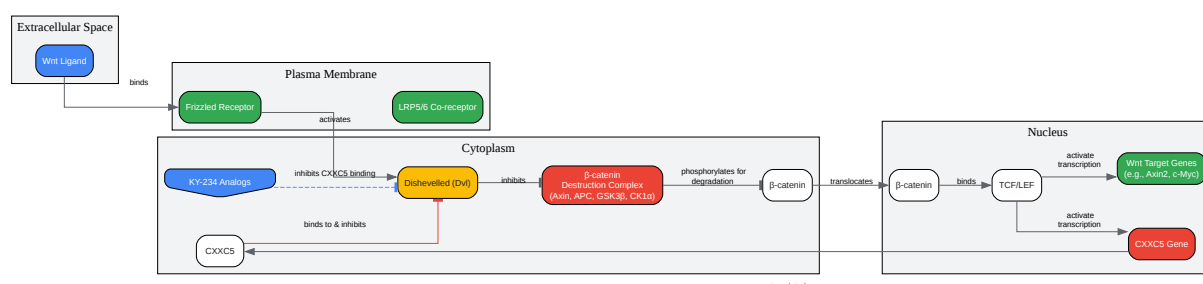 Extracellular Space
Wnt Ligand
binds
Plasma Membrane
Frizzled Receptor
LRP5/6 Co-receptor
activates
Cytoplasm
KY-234 Analogs
inhibits CXXC5 binding
Dishevelled (Dvl)
inhibits
β-catenin
Destruction Complex
(Axin, APC, GSK3β, CK1α)
phosphorylates for
degradation
β-catenin
translocates
binds to & inhibits
CXXC5
Nucleus
β-catenin
binds
TCF/LEF
activate
transcription
Wnt Target Genes
(e.g., Axin2, c-Myc)
activate
transcription
CXXC5 Gene